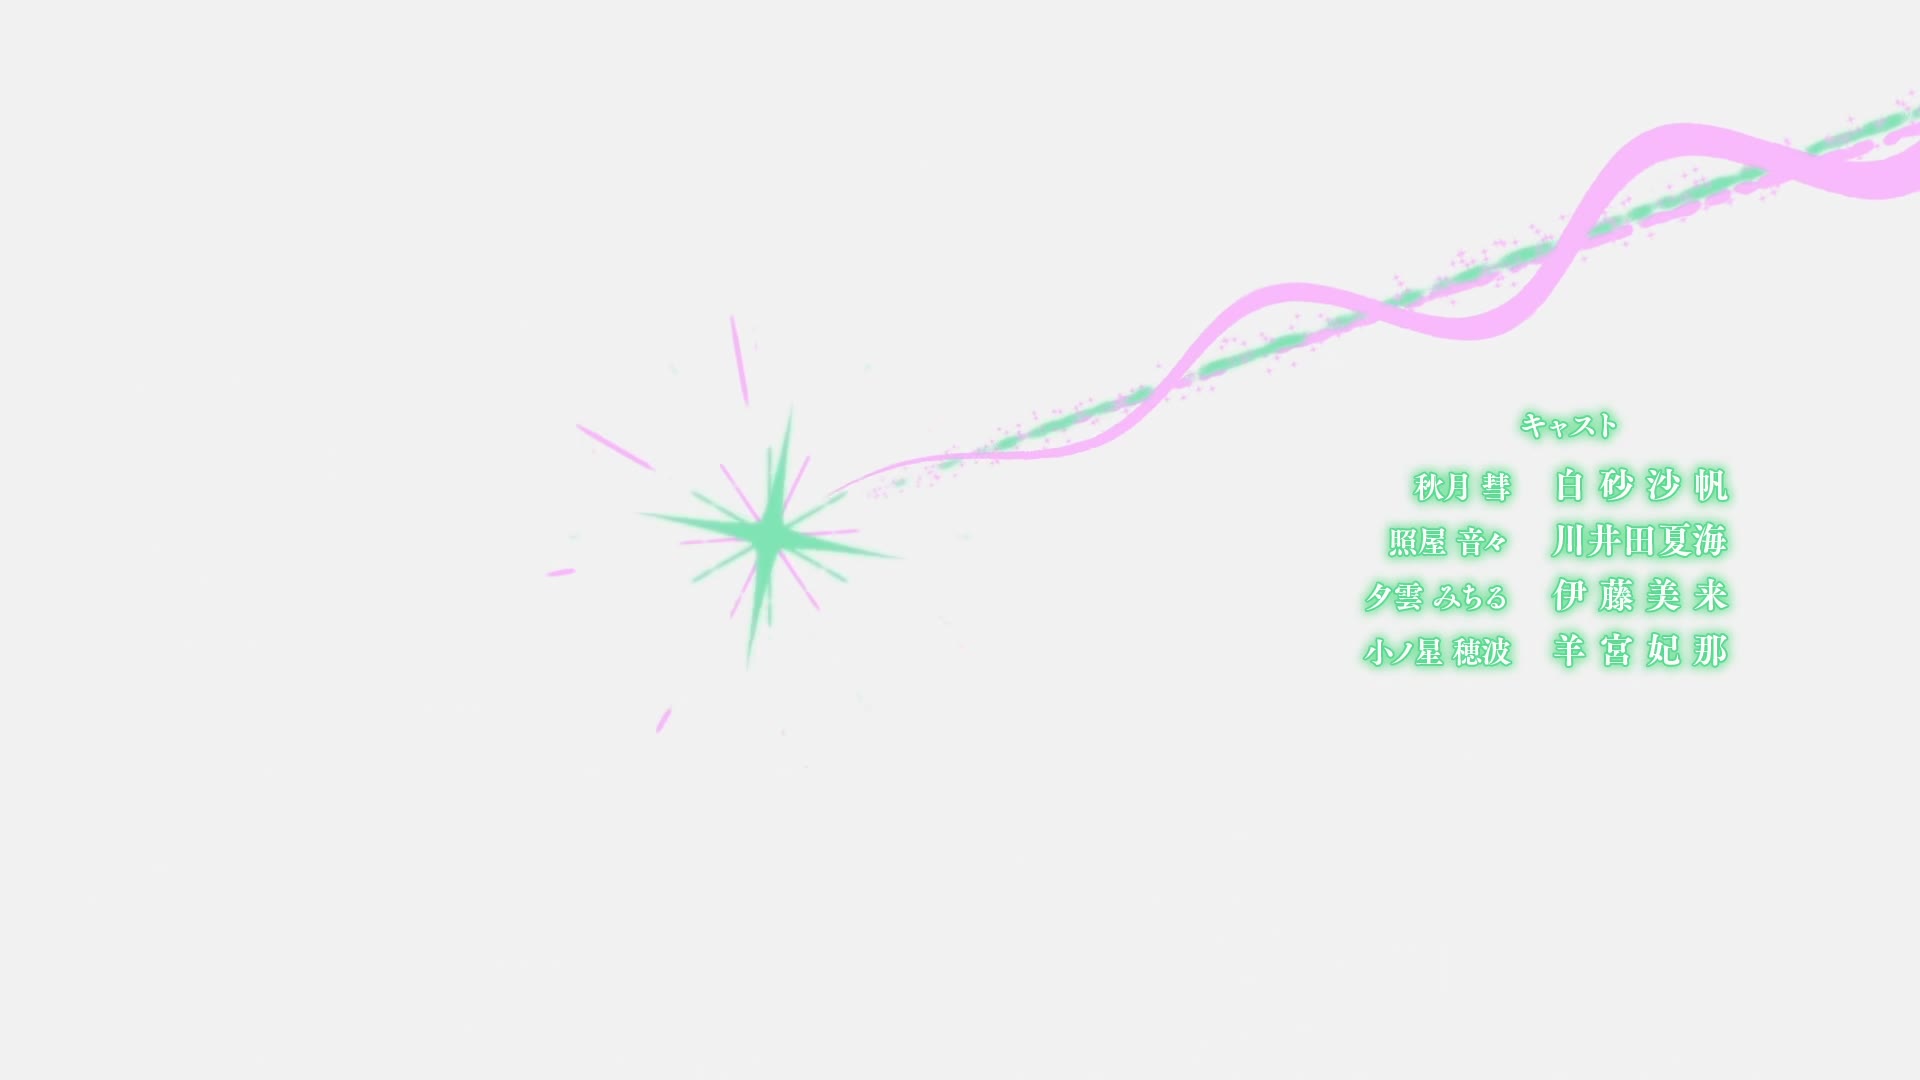 キャスト
秋月 彗 白砂沙帆
照屋 音々 川井田夏海
夕雲 みちる 伊藤美来
小ノ星 穂波 羊宮妃那